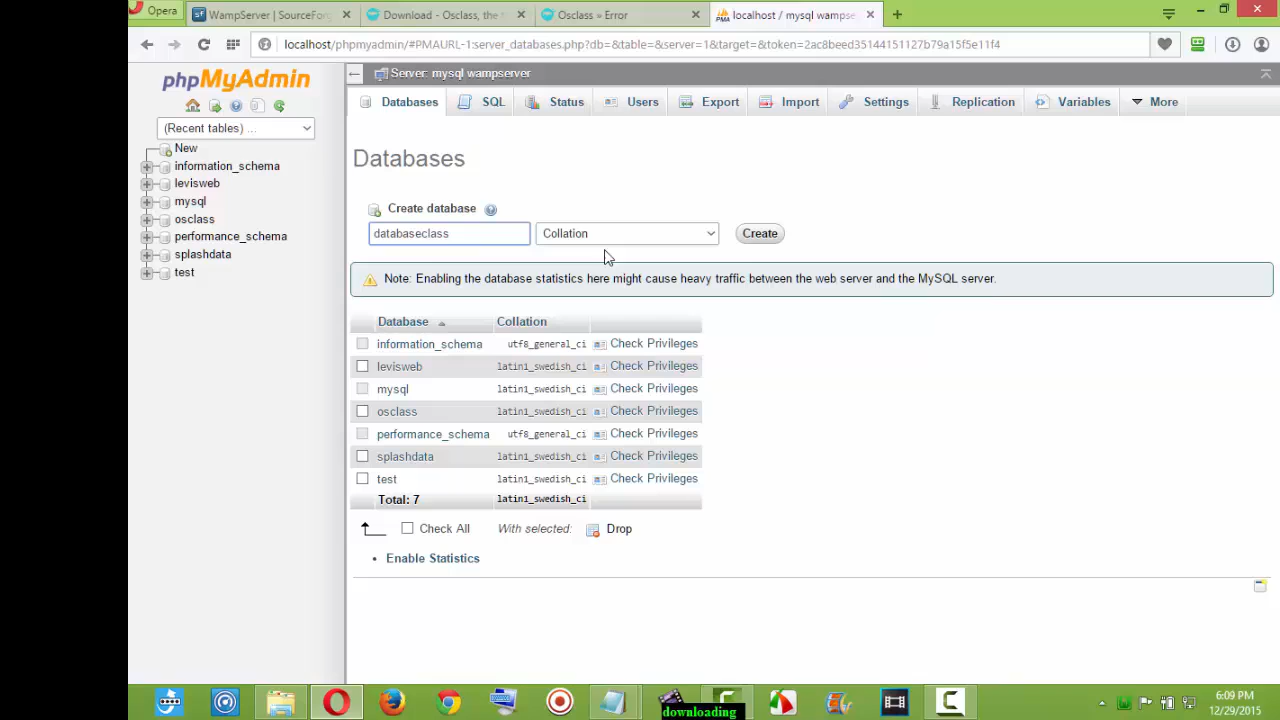 Opera
WampServer | SourceForg
Download - Osclass, the
Osclass » Error
localhost / mysql wampse
localhost/phpmyadmin/#PMAURL-1:server_databases.php?db=&table=&server=1&target=&token=2ac8beed35144151127b79a15f5e11f4
phpMyAdmin
(Recent tables) ...
New
information_schema
levisweb
mysql
osclass
performance_schema
splashdata
test
Server: mysql wampserver
Databases
SQL
Status
Users
Export
Import
Settings
Replication
Variables
More
Databases
Create database
databaseclass
Collation
Create
Note: Enabling the database statistics here might cause heavy traffic between the web server and the MySQL server.
Database Collation
information_schema utf8_general_ci Check Privileges
levisweb latin1_swedish_ci Check Privileges
mysql latin1_swedish_ci Check Privileges
osclass latin1_swedish_ci Check Privileges
performance_schema utf8_general_ci Check Privileges
splashdata latin1_swedish_ci Check Privileges
test latin1_swedish_ci Check Privileges
Total: 7 latin1_swedish_ci
Check All With selected: Drop
• Enable Statistics
downloading
6:09 PM
12/29/2015